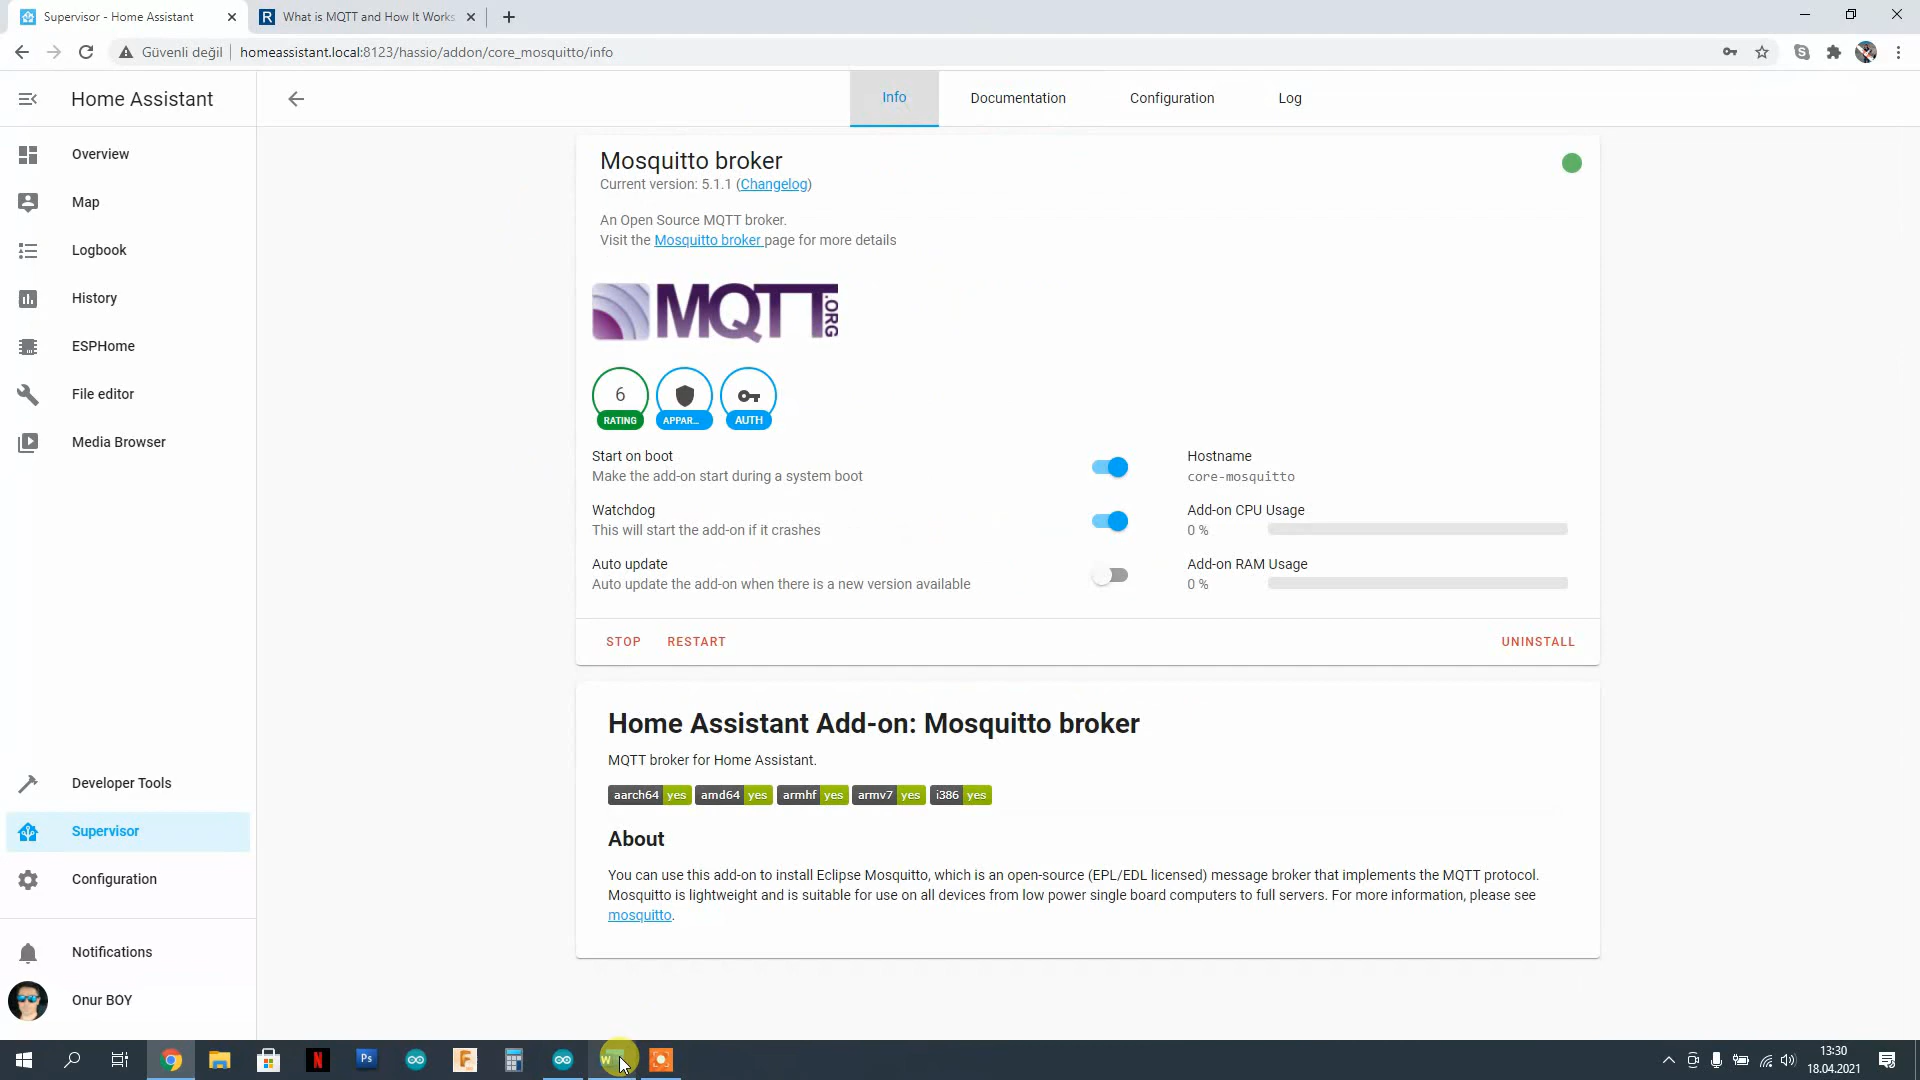 Supervisor - Home Assistant
What is MQTT and How It Works
Güvenli değil
homeassistant.local:8123/hassio/addon/core_mosquitto/info
Home Assistant
Info
Documentation
Configuration
Log
Overview
Map
Logbook
History
ESPHome
File editor
Media Browser
Developer Tools
Supervisor
Configuration
Notifications
Onur BOY
Mosquitto broker
Current version: 5.1.1 (Changelog)
An Open Source MQTT broker.
Visit the Mosquitto broker page for more details
MQTT.ORG
6
RATING
APPAR...
AUTH
Start on boot
Make the add-on start during a system boot
Hostname
core-mosquitto
Watchdog
This will start the add-on if it crashes
Add-on CPU Usage
0 %
Auto update
Auto update the add-on when there is a new version available
Add-on RAM Usage
0 %
STOP
RESTART
UNINSTALL
Home Assistant Add-on: Mosquitto broker
MQTT broker for Home Assistant.
aarch64 yes amd64 yes armhf yes armv7 yes i386 yes
About
You can use this add-on to install Eclipse Mosquitto, which is an open-source (EPL/EDL licensed) message broker that implements the MQTT protocol.
Mosquitto is lightweight and is suitable for use on all devices from low power single board computers to full servers. For more information, please see
mosquitto.
13:30
18.04.2021